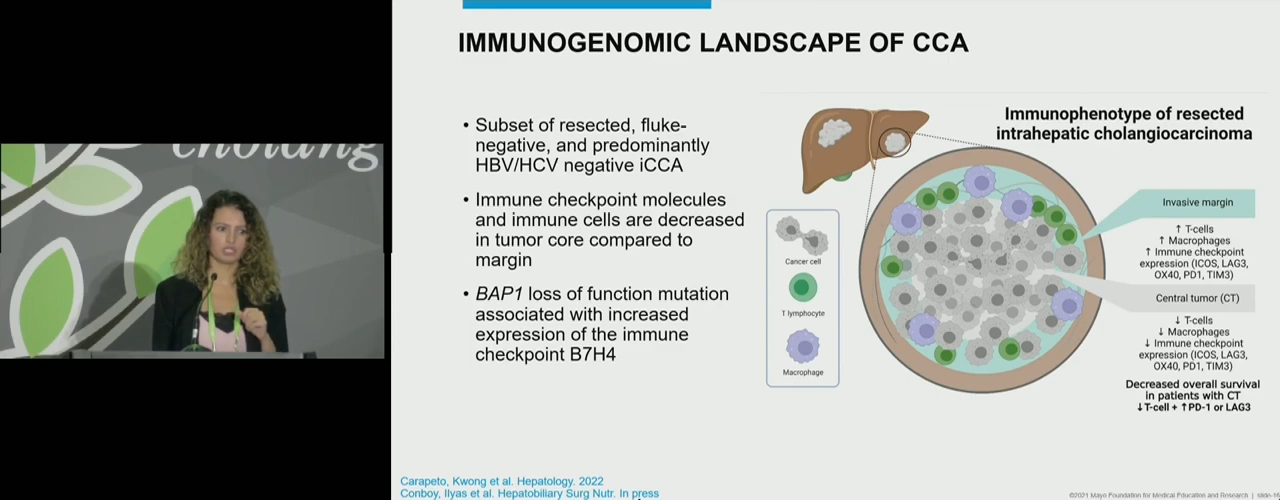 cholang
IMMUNOGENOMIC LANDSCAPE OF CCA
• Subset of resected, fluke-
negative, and predominantly
HBV/HCV negative iCCA
• Immune checkpoint molecules
and immune cells are decreased
in tumor core compared to
margin
• BAP1 loss of function mutation
associated with increased
expression of the immune
checkpoint B7H4
Immunophenotype of resected
intrahepatic cholangiocarcinoma
Cancer cell
T lymphocyte
Macrophage
Invasive margin
↑ T-cells
↑ Macrophages
↑ Immune checkpoint
expression (ICOS, LAG3,
OX40, PD1, TIM3)
Central tumor (CT)
↓ T-cells
↓ Macrophages
↓ Immune checkpoint
expression (ICOS, LAG3,
OX40, PD1, TIM3)
Decreased overall survival
in patients with CT
↓T-cell + ↑PD-1 or LAG3
Carapeto, Kwong et al. Hepatology. 2022
Conboy, Ilyas et al. Hepatobiliary Surg Nutr. In press
©2021 Mayo Foundation for Medical Education and Research | slide-